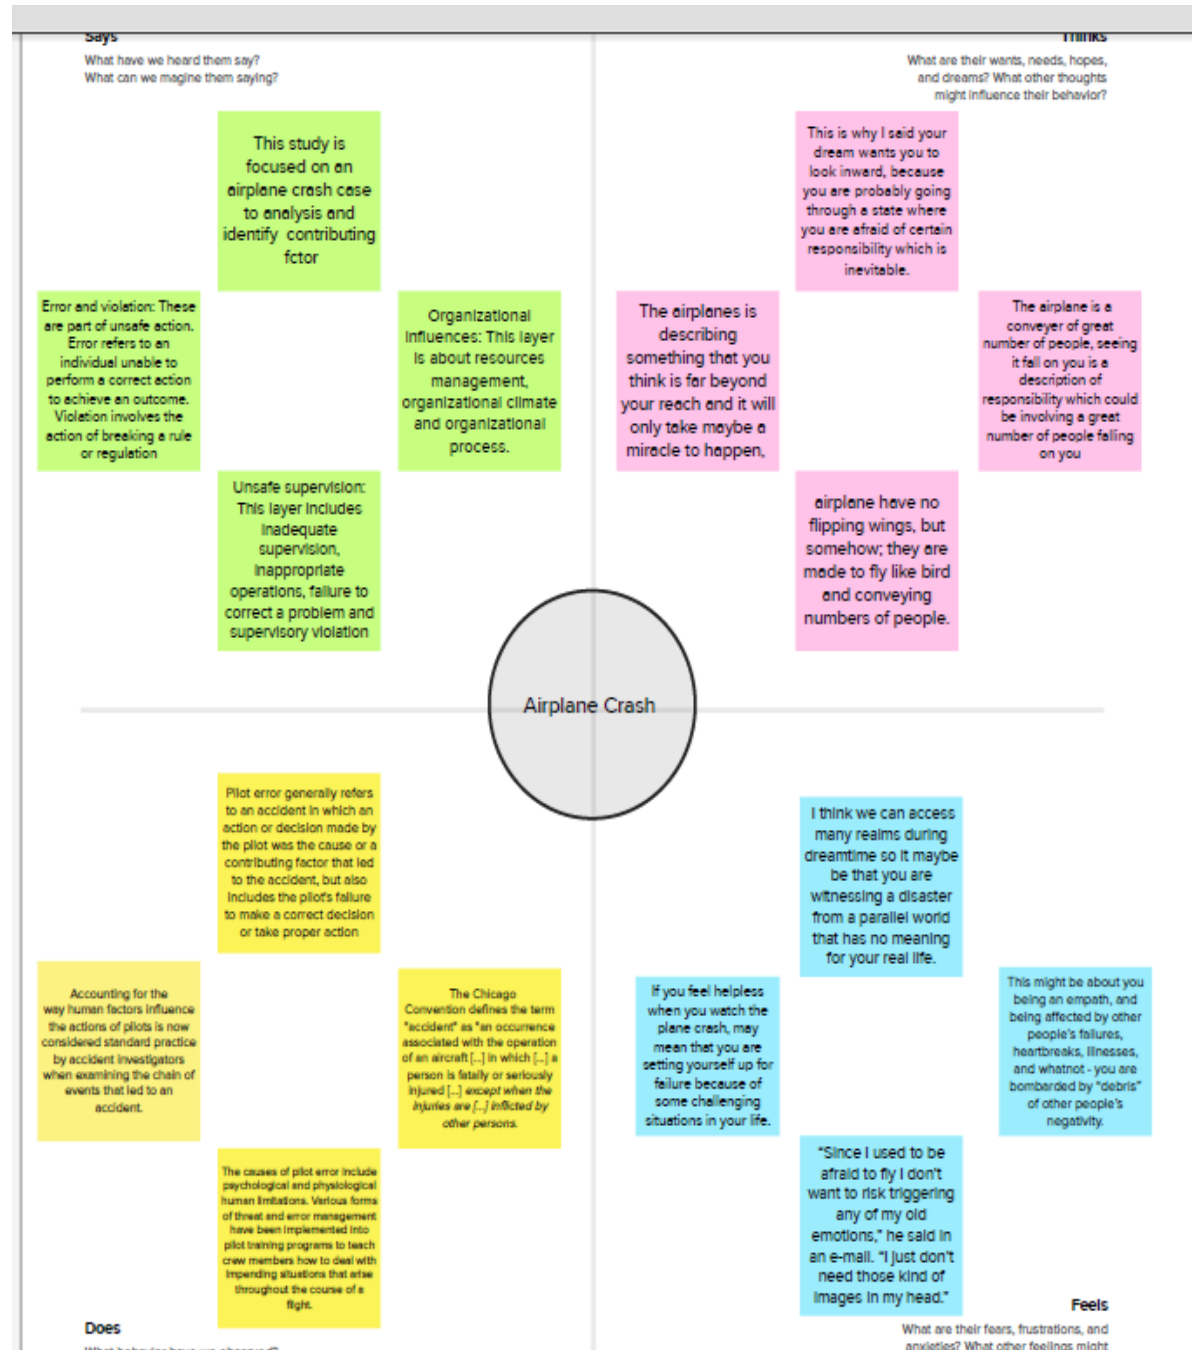 Says
What have we heard them say?
What can we magine them saying?
Thinks
What are their wants, needs, hopes,
and dreams? What other thoughts
might influence their behavior?
This study is
focused on an
airplane crash case
to analysis and
identify contributing
fctor
Error and violation: These
are part of unsafe action.
Error refers to an
individual unable to
perform a correct action
to achieve an outcome.
Violation involves the
action of breaking a rule
or regulation
Organizational
Influences: This layer
is about resources
management,
organizational climate
and organizational
process.
Unsafe supervision:
This layer includes
inadequate
supervision,
inappropriate
operations, failure to
correct a problem and
supervisory violation
This is why I said your
dream wants you to
look inward, because
you are probably going
through a state where
you are afraid of certain
responsibility which is
inevitable.
The airplanes is
describing
something that you
think is far beyond
your reach and it will
only take maybe a
miracle to happen,
The airplane is a
conveyer of great
number of people, seeing
it fall on you is a
description of
responsibility which could
be involving a great
number of people falling
on you
airplane have no
flipping wings, but
somehow; they are
made to fly like bird
and conveying
numbers of people.
Airplane Crash
Pilot error generally refers
to an accident in which an
action or decision made by
the pilot was the cause or a
contributing factor that led
to the accident, but also
includes the pilot's failure
to make a correct decision
or take proper action
Accounting for the
way human factors influence
the actions of pilots is now
considered standard practice
by accident investigators
when examining the chain of
events that led to an
accident.
The Chicago
Convention defines the term
"accident" as "an occurrence
associated with the operation
of an aircraft [...] in which [...] a
person is fatally or seriously
injured [...] except when the
injuries are [...] inflicted by
other persons.
The causes of pilot error include
psychological and physiological
human limitations. Various forms
of threat and error management
have been implemented into
pilot training programs to teach
crew members how to deal with
impending situations that arise
throughout the course of a
flight.
I think we can access
many realms during
dreamtime so it maybe
be that you are
witnessing a disaster
from a parallel world
that has no meaning
for your real life.
If you feel helpless
when you watch the
plane crash, may
mean that you are
setting yourself up for
failure because of
some challenging
situations in your life.
This might be about you
being an empath, and
being affected by other
people's failures,
heartbreaks, illnesses,
and whatnot - you are
bombarded by "debris"
of other people's
negativity.
"Since I used to be
afraid to fly I don't
want to risk triggering
any of my old
emotions," he said in
an e-mail. "I just don't
need those kind of
images in my head."
Does
What behavior have we observed?
Feels
What are their fears, frustrations, and
anxieties? What other feelings might